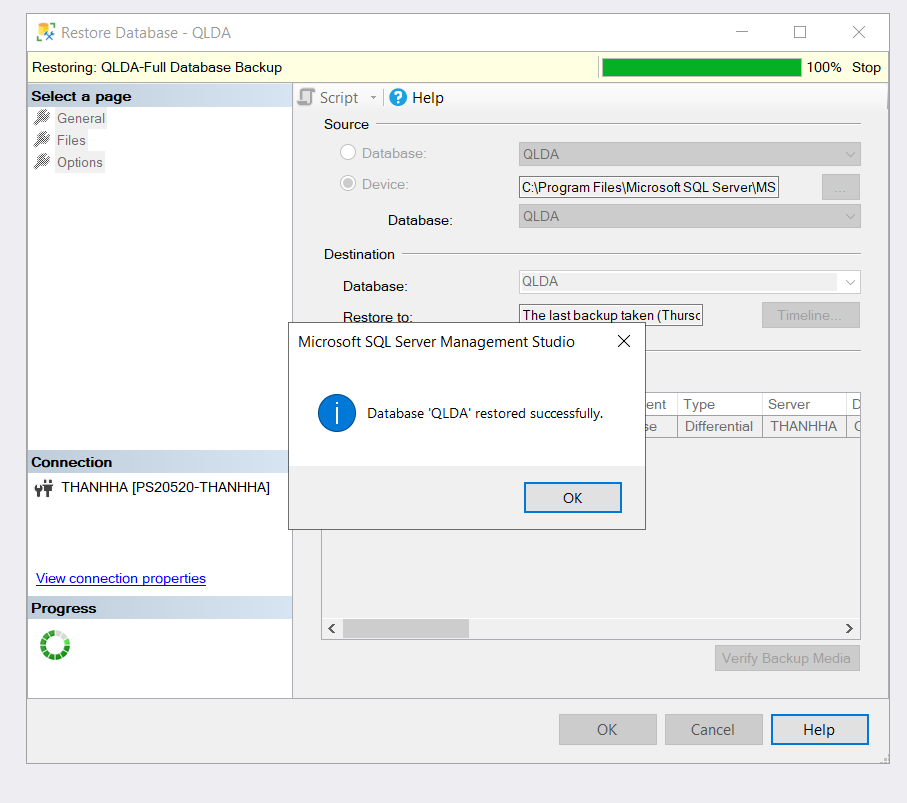 Restore Database - QLDA
Restoring: QLDA-Full Database Backup 100% Stop
Select a page
General
Files
Options
Script Help
Source
Database: QLDA
Device: C:\Program Files\Microsoft SQL Server\MS ...
Database: QLDA
Destination
Database: QLDA
Restore to: The last backup taken (Thursd Timeline...
Microsoft SQL Server Management Studio
Database 'QLDA' restored successfully.
OK
ent Type Server D
se Differential THANHHA
Connection
THANHHA [PS20520-THANHHA]
View connection properties
Progress
Verify Backup Media
OK Cancel Help